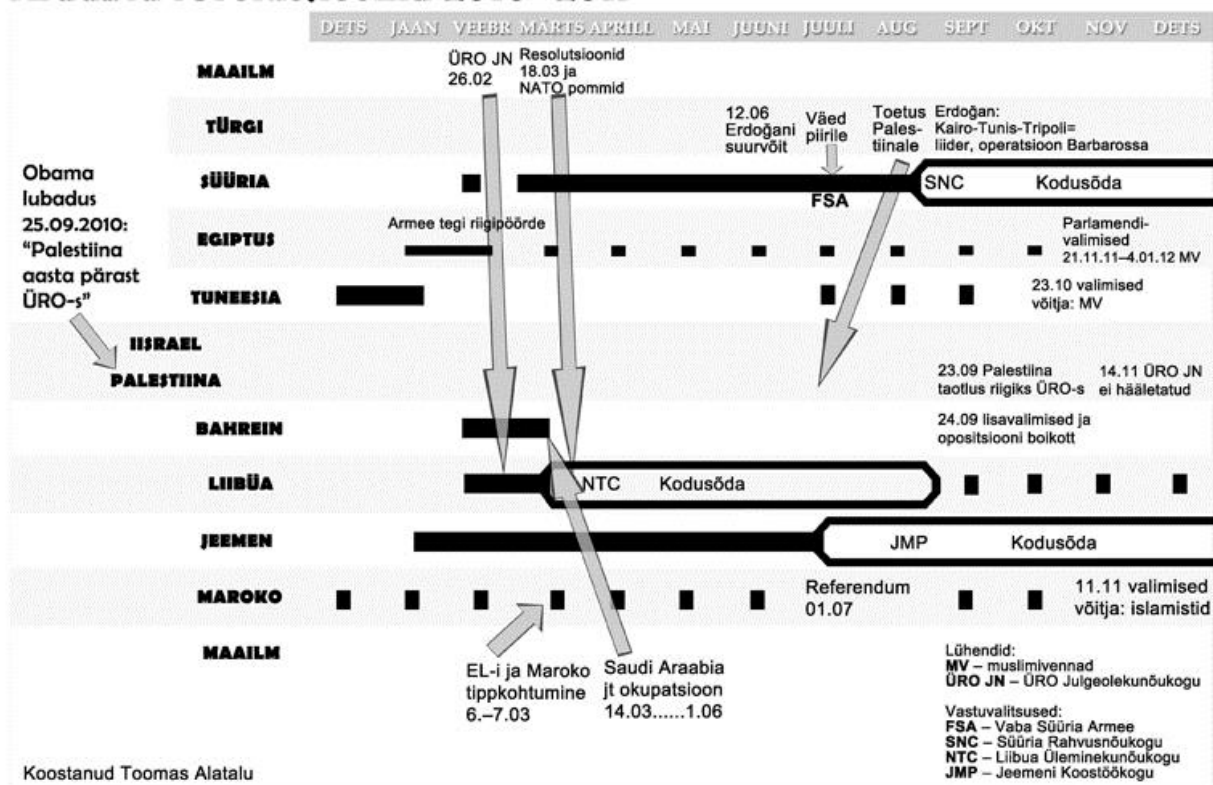 DETS JAAN VEEBR MÄRTS APRILL MAI JUUNI JUULI AUG SEPT OKT NOV DETS
MAAILM
ÜRO JN
26.02
Resolutsioonid
18.03 ja
NATO pommid
TÜRGI
12.06
Erdoğani
suurvõit
Väed
piirile
Toetus
Pales-
tiinale
Erdoğan:
Kairo-Tunis-Tripoli=
liider, operatsioon Barbarossa
Obama
lubadus
25.09.2010:
"Palestiina
aasta pärast
ÜRO-s"
SÜÜRIA
FSA
SNC
Kodusõda
EGIPTUS
Armee tegi riigipöörde
Parlamendi-
valimised
21.11.11–4.01.12 MV
TUNEESIA
23.10 valimised
võitja: MV
IISRAEL
PALESTIINA
23.09 Palestiina
taotlus riigiks ÜRO-s
14.11 ÜRO JN
ei hääletatud
BAHREIN
24.09 lisavalimised ja
opositsiooni boikott
LIIBÜA
NTC
Kodusõda
JEEMEN
JMP
Kodusõda
MAROKO
Referendum
01.07
11.11 valimised
võitja: islamistid
MAAILM
EL-i ja Maroko
tippkohtumine
6.–7.03
Saudi Araabia
jt okupatsioon
14.03......1.06
Lühendid:
MV – muslimivennad
ÜRO JN – ÜRO Julgeolekunõukogu
Vastuvalitsused:
FSA – Vaba Süüria Armee
SNC – Süüria Rahvusnõukogu
NTC – Liibua Üleminekunõukogu
JMP – Jeemeni Koostöökogu
Koostanud Toomas Alatalu